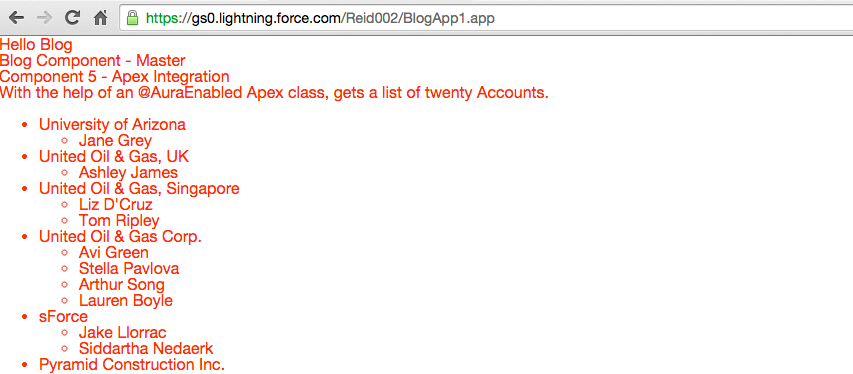 https://gs0.lightning.force.com/Reid002/BlogApp1.app
Hello Blog
Blog Component - Master
Component 5 - Apex Integration
With the help of an @AuraEnabled Apex class, gets a list of twenty Accounts.
• University of Arizona
◦ Jane Grey
• United Oil & Gas, UK
◦ Ashley James
• United Oil & Gas, Singapore
◦ Liz D'Cruz
◦ Tom Ripley
• United Oil & Gas Corp.
◦ Avi Green
◦ Stella Pavlova
◦ Arthur Song
◦ Lauren Boyle
• sForce
◦ Jake Llorrac
◦ Siddartha Nedaerk
• Pyramid Construction Inc.